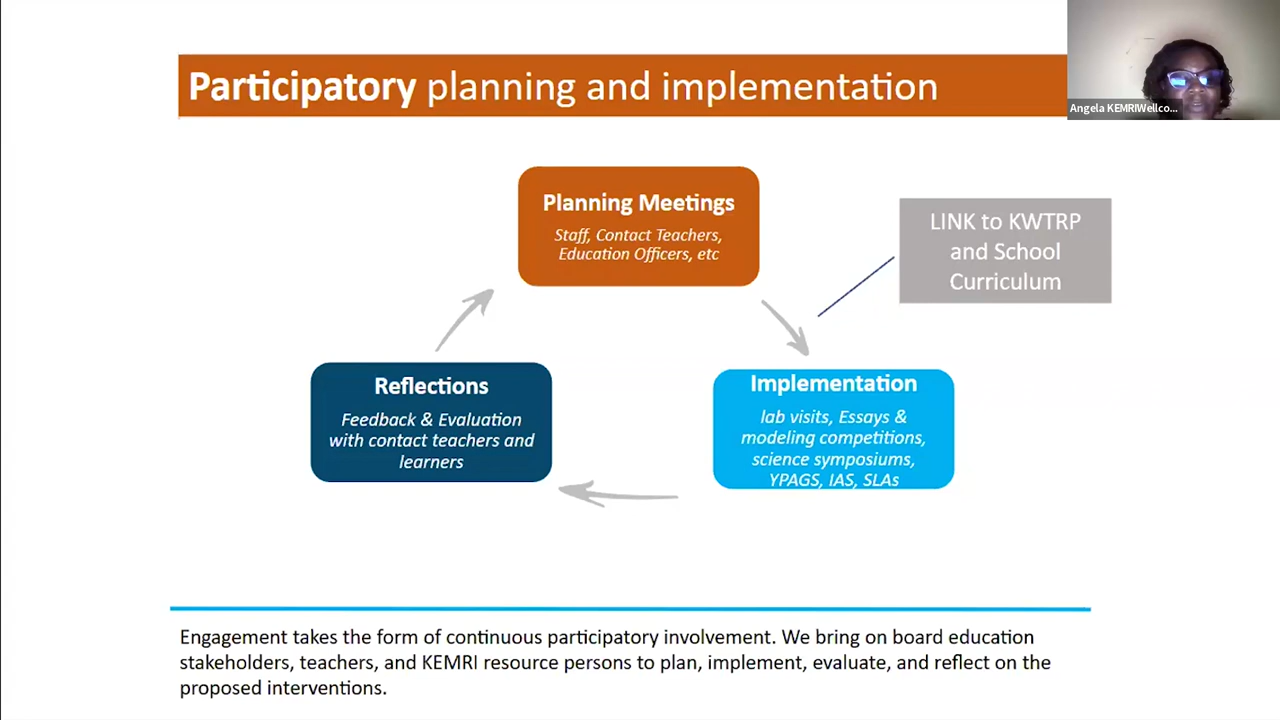 Participatory planning and implementation
Angela KEMRIWellco...
Planning Meetings
Staff, Contact Teachers,
Education Officers, etc
LINK to KWTRP
and School
Curriculum
Reflections
Feedback & Evaluation
with contact teachers and
learners
Implementation
lab visits, Essays &
modeling competitions,
science symposiums,
YPAGS, IAS, SLAs
Engagement takes the form of continuous participatory involvement. We bring on board education
stakeholders, teachers, and KEMRI resource persons to plan, implement, evaluate, and reflect on the
proposed interventions.